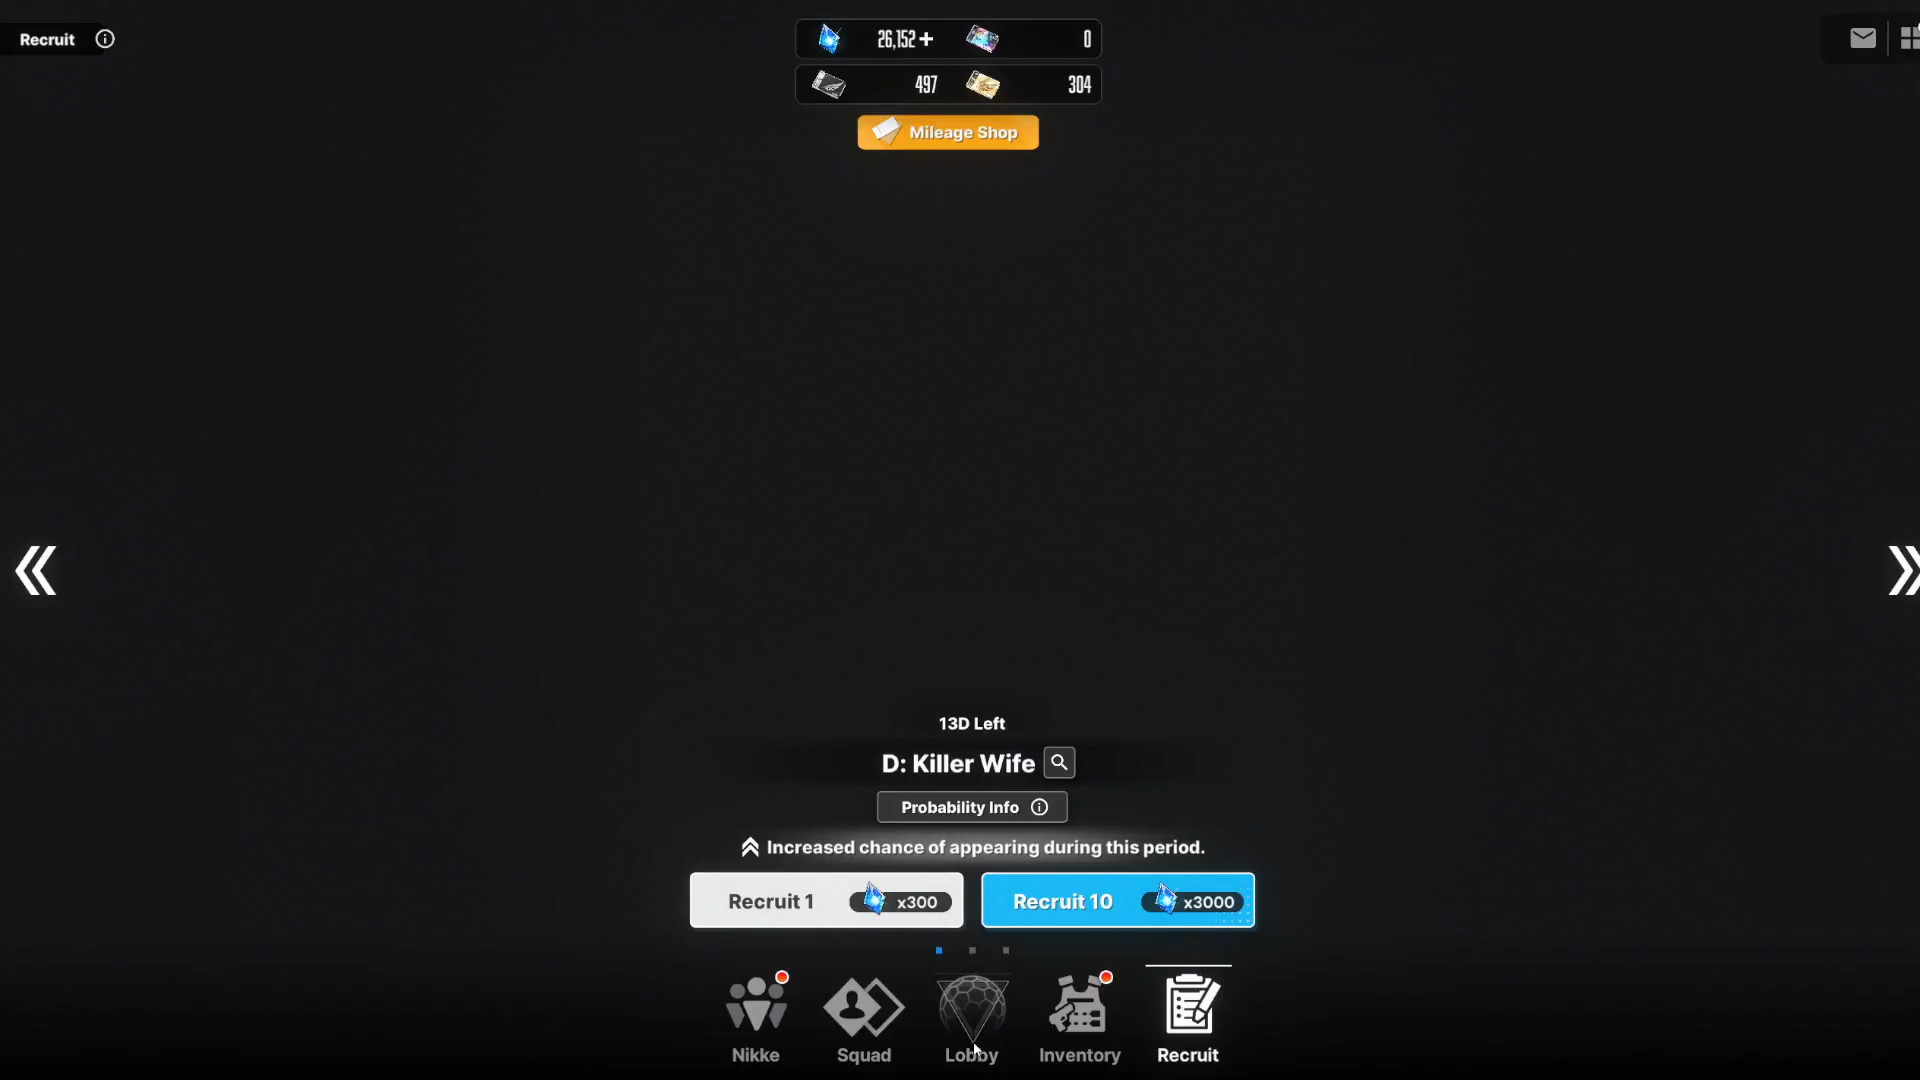 Recruit
26,152 + 0
497 304
Mileage Shop
13D Left
D: Killer Wife
Probability Info
Increased chance of appearing during this period.
Recruit 1 x300
Recruit 10 x3000
Nikke
Squad
Lobby
Inventory
Recruit